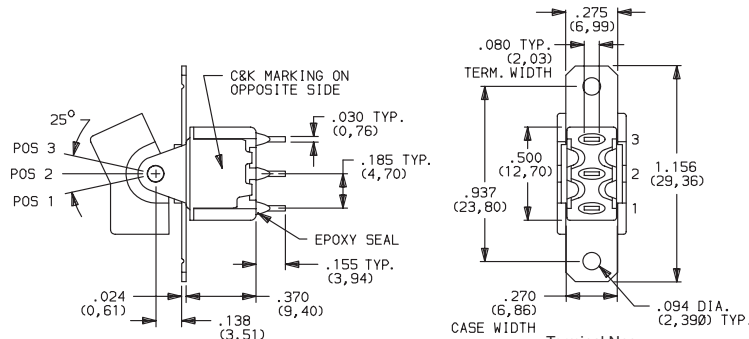 C&K MARKING ON
OPPOSITE SIDE
25°
POS 3
POS 2
POS 1
.030 TYP.
(0,76)
.185 TYP.
(4,70)
EPOXY SEAL
.155 TYP.
(3,94)
.024
(0,61)
.370
(9,40)
.138
(3,51)
.275
(6,99)
.080 TYP.
(2,03)
TERM. WIDTH
3
.500
(12,70)
2
1.156
(29,36)
.937
(23,80)
1
.270
(6,86)
CASE WIDTH
.094 DIA.
(2,390) TYP.